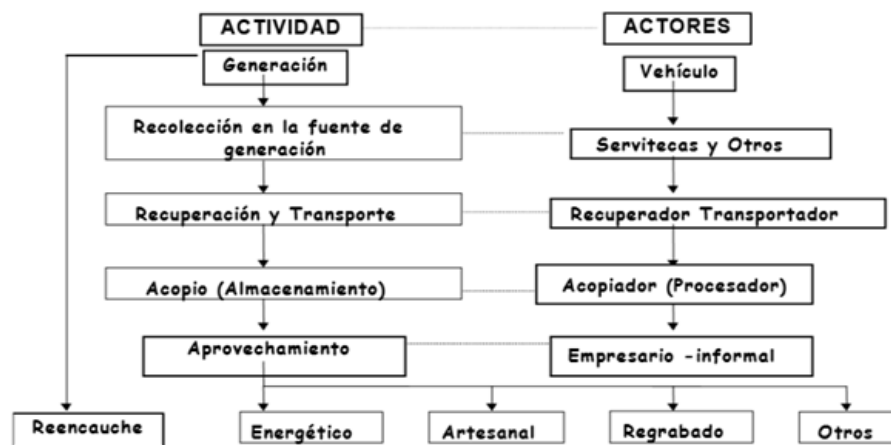 ACTIVIDAD
ACTORES
Generación
Vehículo
Recolección en la fuente de
generación
Servitecas y Otros
Recuperación y Transporte
Recuperador Transportador
Acopio (Almacenamiento)
Acopiador (Procesador)
Aprovechamiento
Empresario -informal
Reencauche
Energético
Artesanal
Regrabado
Otros